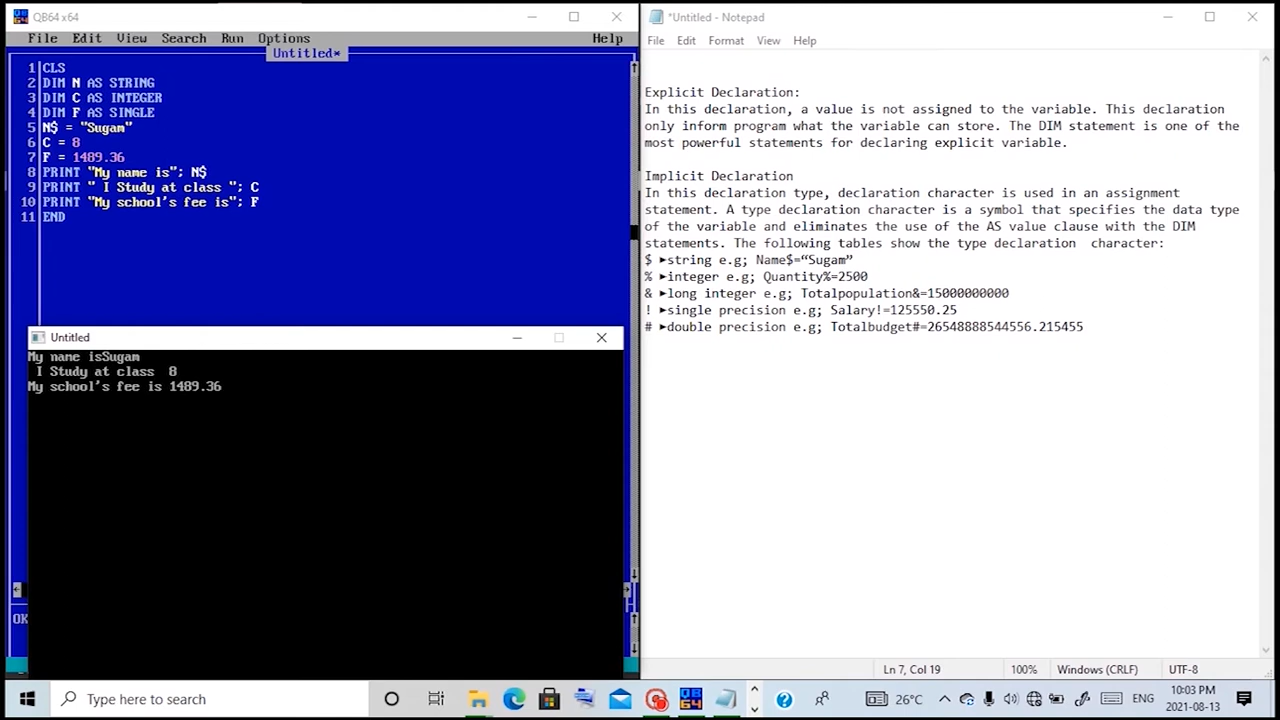 QB64 x64
File Edit View Search Run Options Help
Untitled*
1 CLS
2 DIM N AS STRING
3 DIM C AS INTEGER
4 DIM F AS SINGLE
5 N$ = "Sugam"
6 C = 8
7 F = 1489.36
8 PRINT "My name is"; N$
9 PRINT " I Study at class "; C
10 PRINT "My school's fee is"; F
11 END
OK
Untitled
My name isSugam
I Study at class 8
My school's fee is 1489.36
*Untitled - Notepad
File Edit Format View Help
Explicit Declaration:
In this declaration, a value is not assigned to the variable. This declaration
only inform program what the variable can store. The DIM statement is one of the
most powerful statements for declaring explicit variable.
Implicit Declaration
In this declaration type, declaration character is used in an assignment
statement. A type declaration character is a symbol that specifies the data type
of the variable and eliminates the use of the AS value clause with the DIM
statements. The following tables show the type declaration character:
$ ►string e.g; Name$=“Sugam”
% ►integer e.g; Quantity%=2500
& ►long integer e.g; Totalpopulation&=15000000000
! ►single precision e.g; Salary!=125550.25
# ►double precision e.g; Totalbudget#=26548888544556.215455
Ln 7, Col 19 100% Windows (CRLF) UTF-8
Type here to search
QB64
26°C
ENG
10:03 PM
2021-08-13